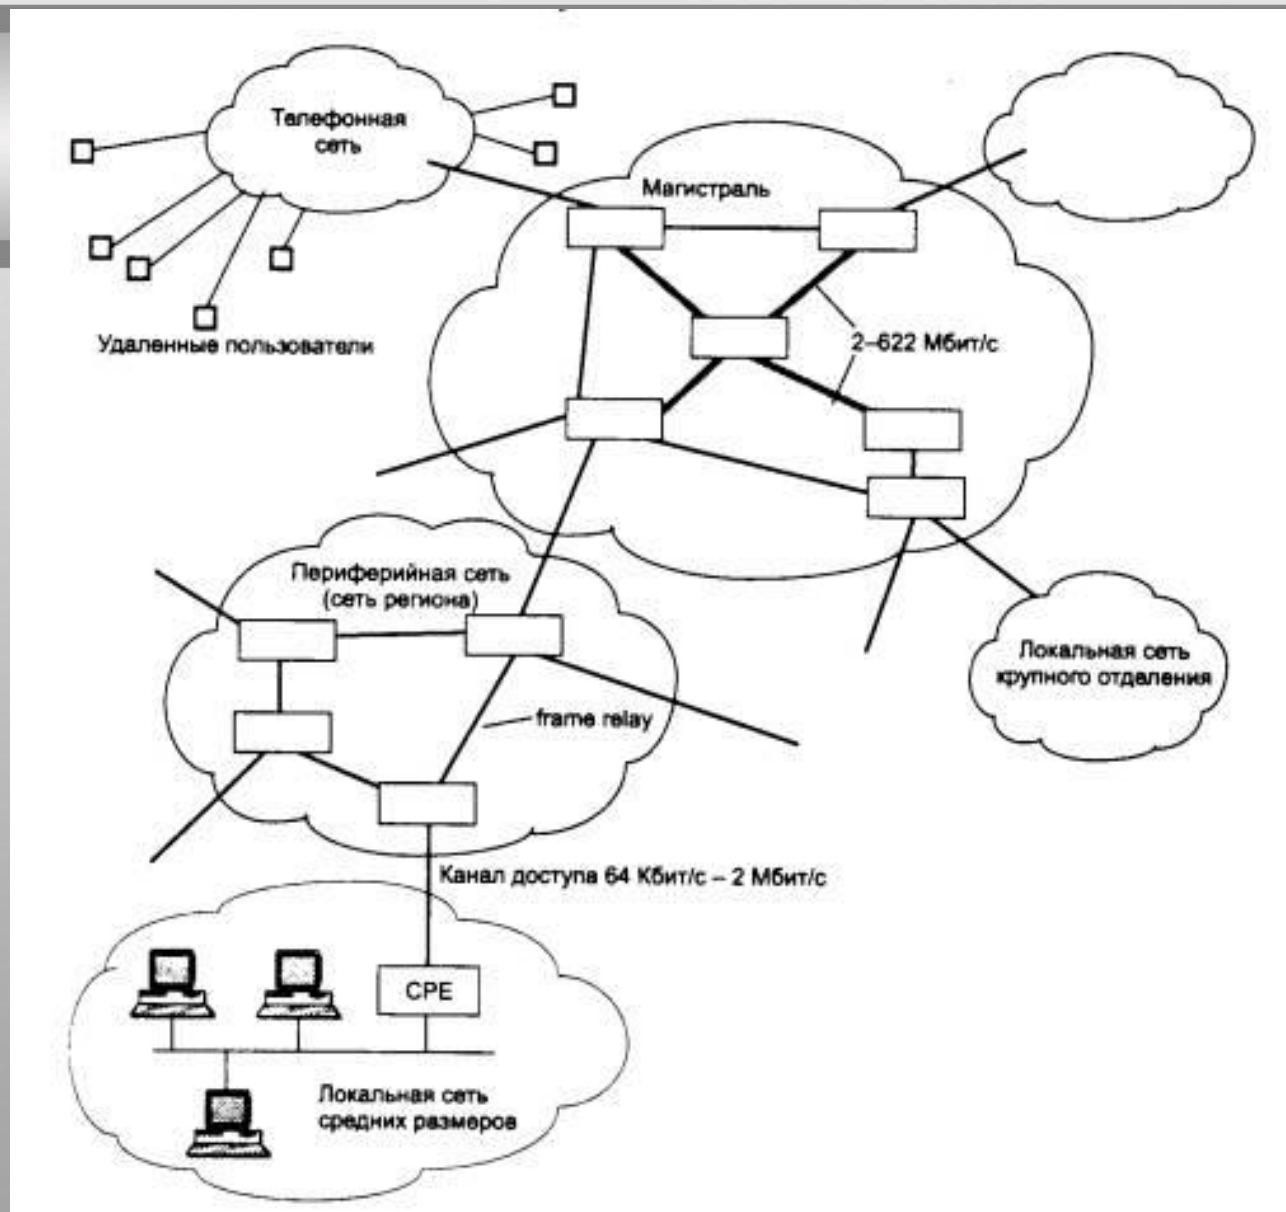 Телефонная
сеть
Магистраль
Удаленные пользователи
2–622 Мбит/с
Периферийная сеть
(сеть региона)
Локальная сеть
крупного отделения
frame relay
Канал доступа 64 Кбит/с – 2 Мбит/с
CPE
Локальная сеть
средних размеров